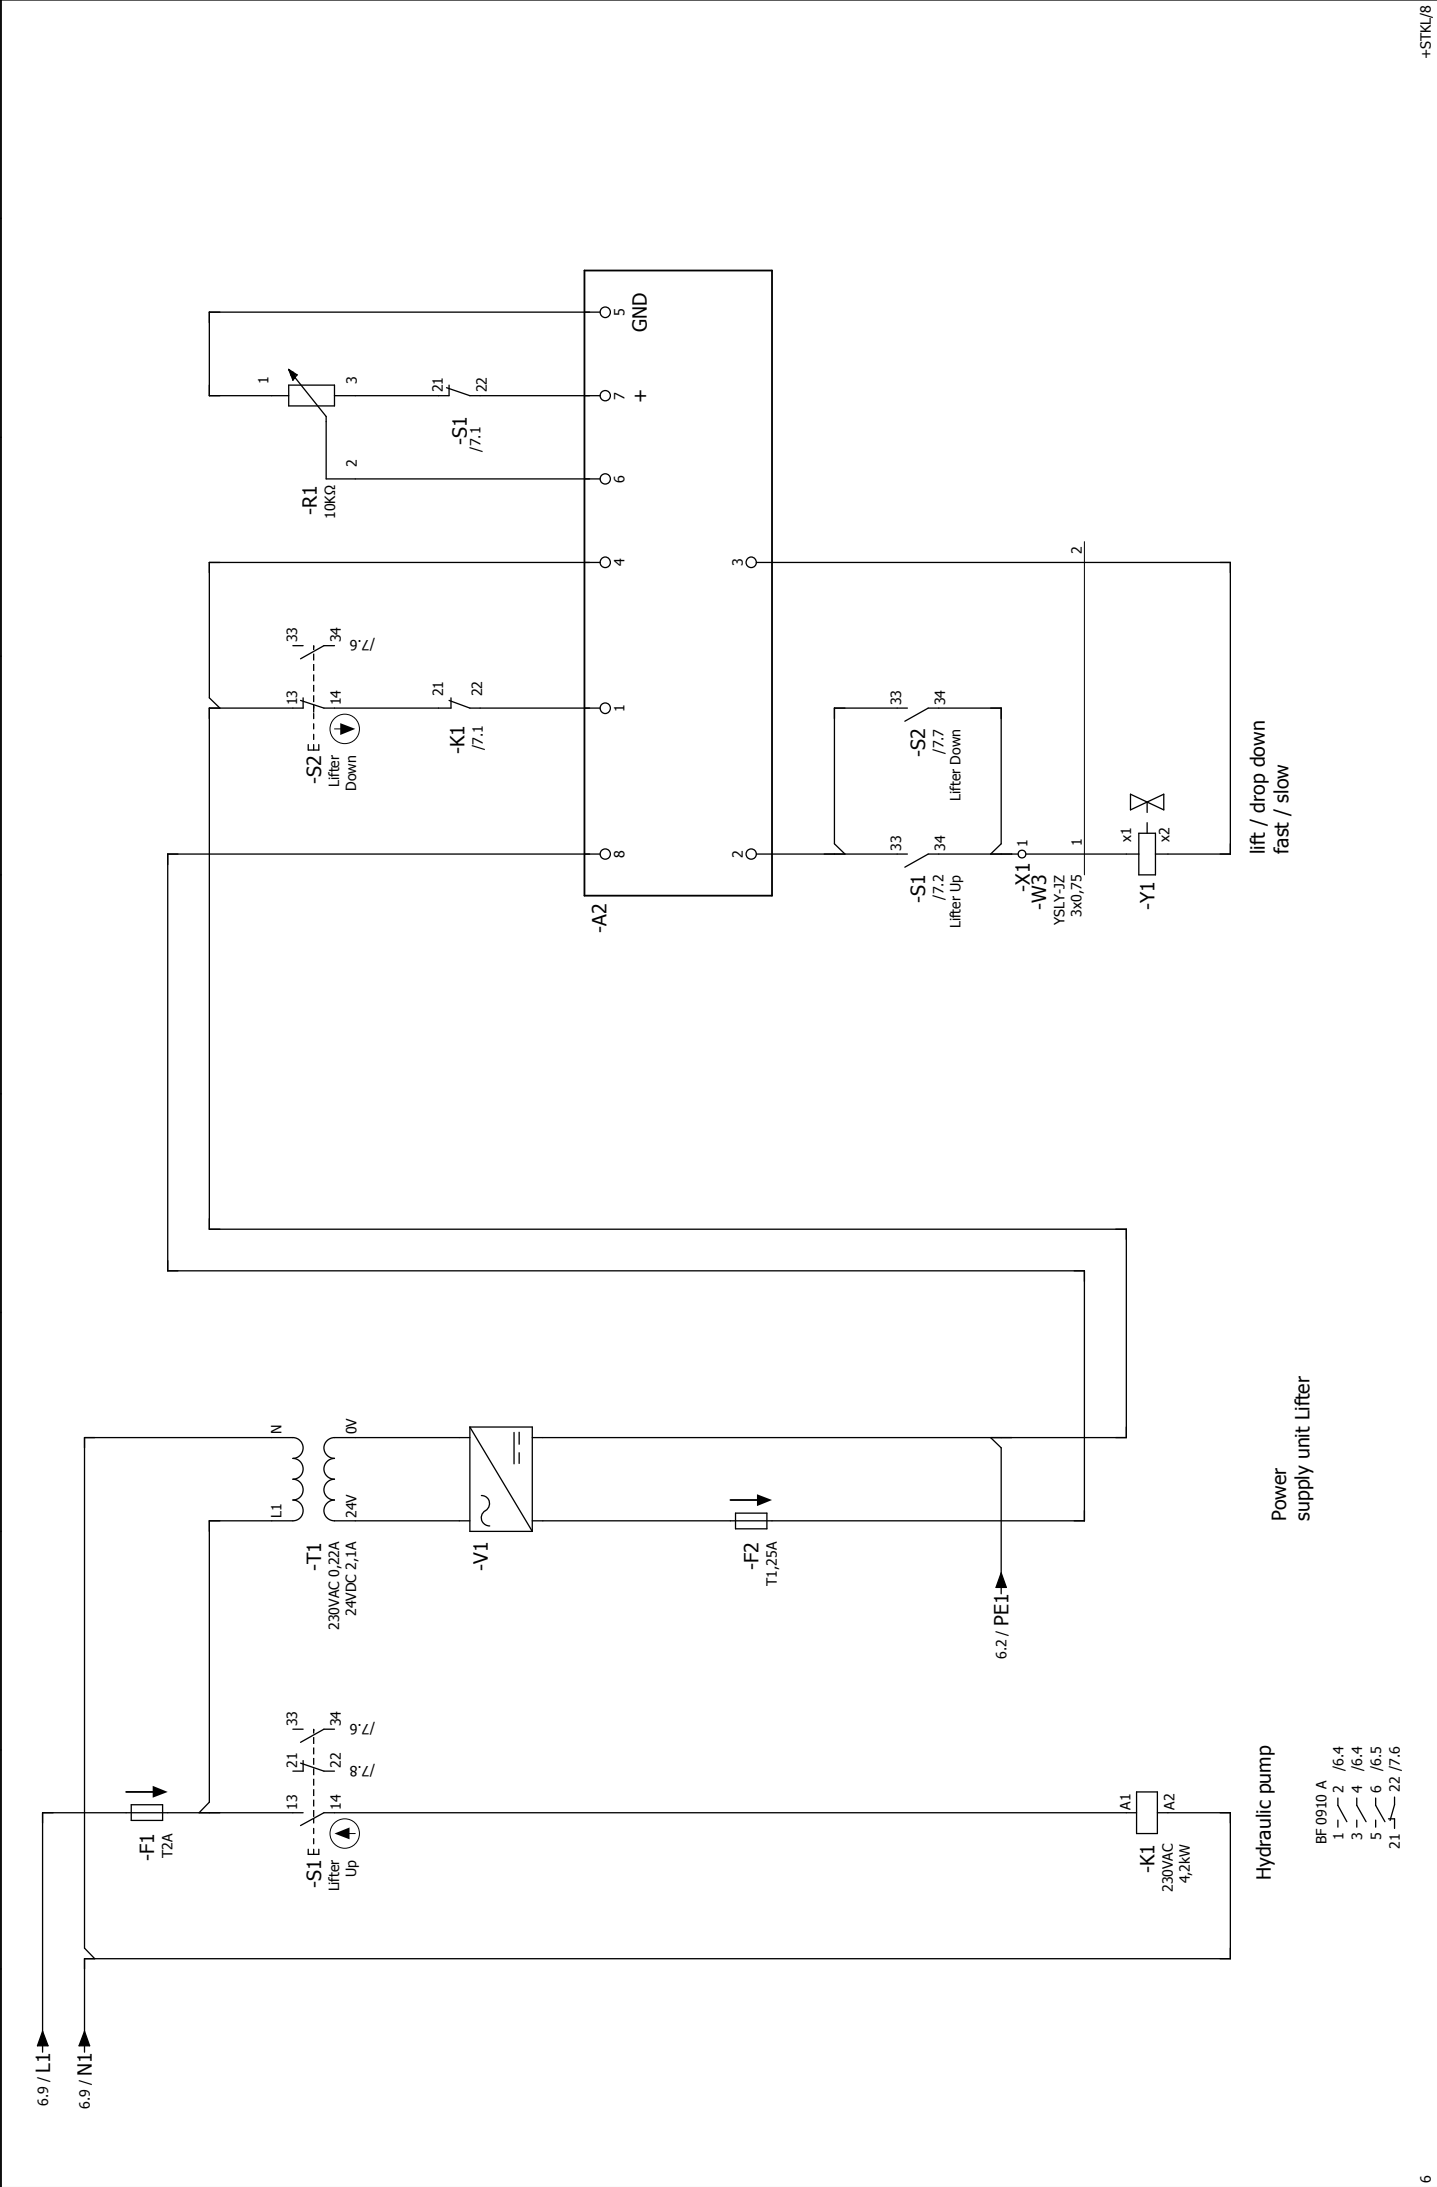 6.9 / L1
6.9 / N1
-F1
T2A
-S1
E
Lifter
Up
13
14
21
22
/7.8
33
34
/7.6
-K1
230VAC
4,2kW
A1
A2
Hydraulic pump
BF 0910 A
1 2 /6.4
3 4 /6.4
5 6 /6.5
21 22 /7.6
L1
N
-T1
230VAC 0,22A
24VDC 2,1A
24V
0V
-V1
-F2
T1,25A
6.2 / PE1
Power
supply unit Lifter
-S2
E
Lifter
Down
13
14
33
34
/7.6
-K1
/7.1
21
22
-R1
10KΩ
1
2
3
-S1
/7.1
21
22
-A2
8
1
4
6
7
+
5
GND
2
3
-S1
/7.2
Lifter Up
33
34
-S2
/7.7
Lifter Down
33
34
-X1
1
-W3
YSLY-JZ
3x0,75
1
2
-Y1
x1
x2
lift / drop down
fast / slow
6
+STKL/8